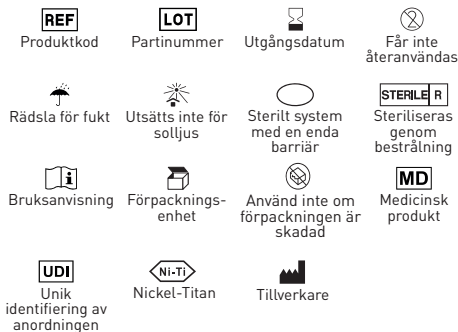 REF
LOT
2
Produktkod
Partinummer
Utgångsdatum
Får inte
återanvändas
STERILE R
Rädsla för fukt
Utsätts inte för
solljus
Sterilt system
med en enda
barriär
Steriliseras
genom
bestrålning
i
MD
Bruksanvisning
Förpacknings-
enhet
Använd inte om
förpackningen är
skadad
Medicinsk
produkt
UDI
Ni-Ti
Unik
identifiering av
anordningen
Nickel-Titan
Tillverkare